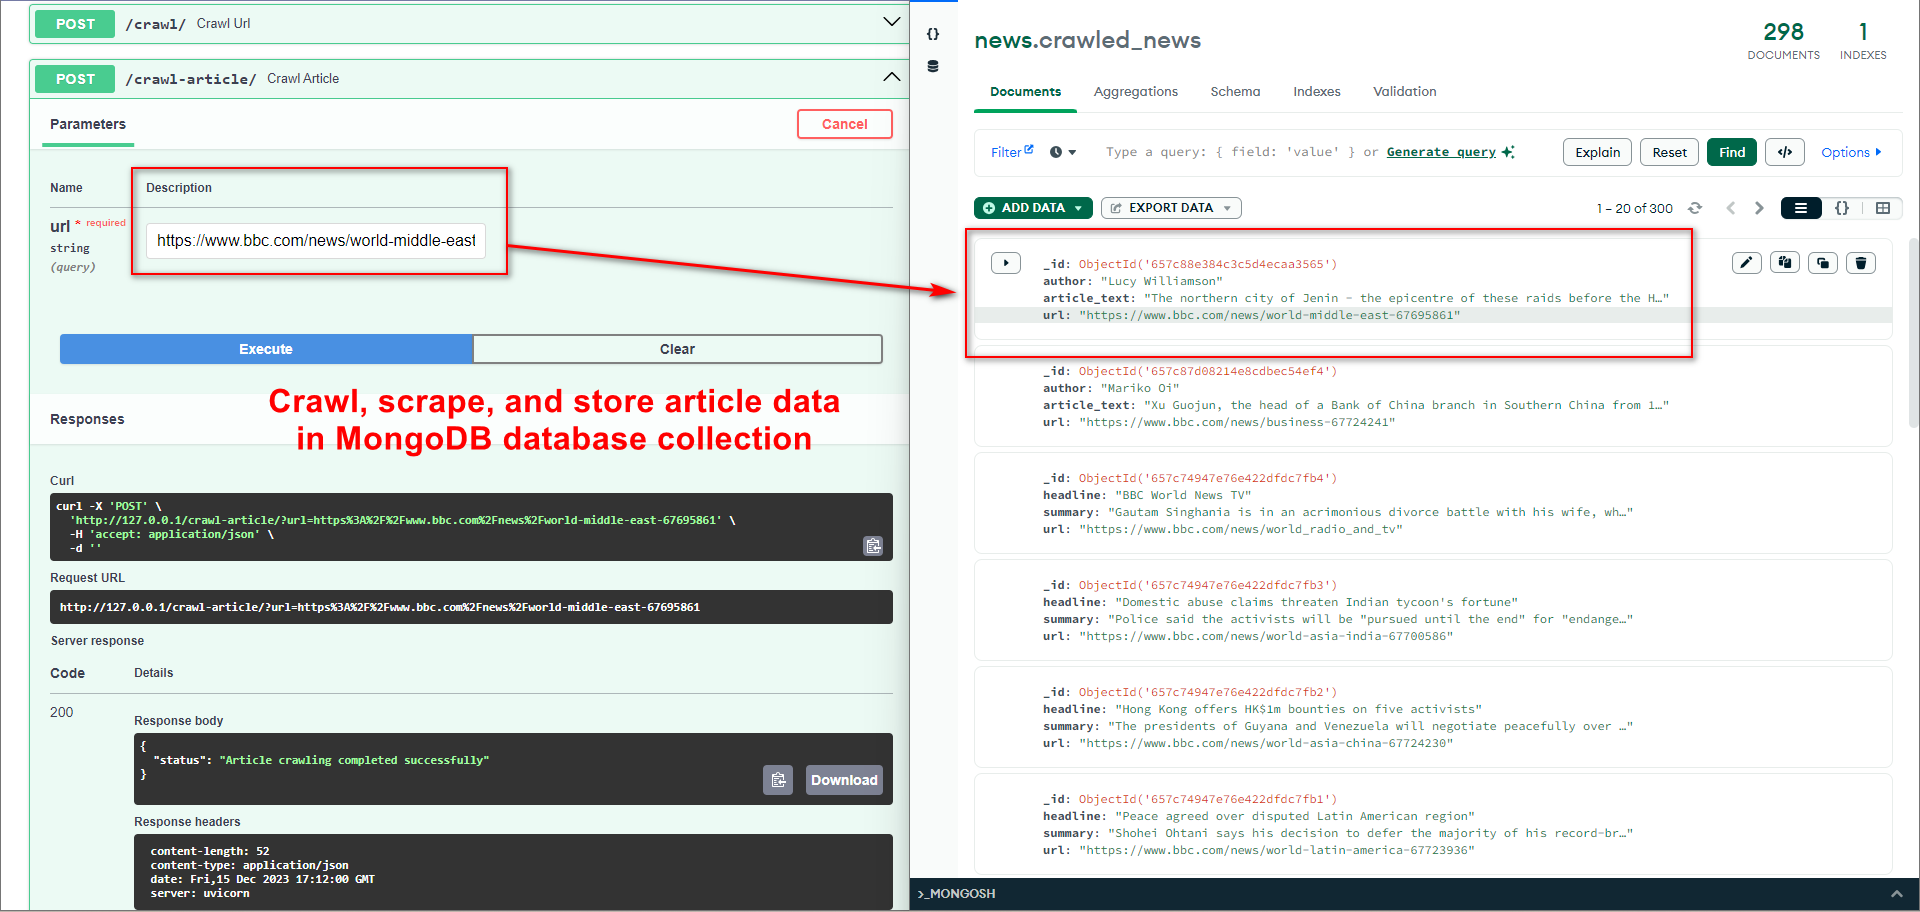 POST /crawl/ Crawl Url
POST /crawl-article/ Crawl Article
Parameters
Cancel
Name
Description
url * required
string
(query)
https://www.bbc.com/news/world-middle-east
Execute
Clear
Crawl, scrape, and store article data
in MongoDB database collection
Responses
Curl
curl -X 'POST' \
'http://127.0.0.1/crawl-article/?url=https%3A%2F%2Fwww.bbc.com%2Fnews%2Fworld-middle-east-67695861' \
-H 'accept: application/json' \
-d ''
Request URL
http://127.0.0.1/crawl-article/?url=https%3A%2F%2Fwww.bbc.com%2Fnews%2Fworld-middle-east-67695861
Server response
Code
Details
200
Response body
{
"status": "Article crawling completed successfully"
}
Download
Response headers
content-length: 52
content-type: application/json
date: Fri,15 Dec 2023 17:12:00 GMT
server: uvicorn
{}
news.crawled_news
298
DOCUMENTS
1
INDEXES
Documents
Aggregations
Schema
Indexes
Validation
Filter
Type a query: { field: 'value' } or Generate query
Explain
Reset
Find
</>
Options
ADD DATA
EXPORT DATA
1 – 20 of 300
{}
_id: ObjectId('657c88e384c3c5d4ecaa3565')
author: "Lucy Williamson"
article_text: "The northern city of Jenin - the epicentre of these raids before the H…"
url: "https://www.bbc.com/news/world-middle-east-67695861"
_id: ObjectId('657c87d08214e8cdbec54ef4')
author: "Mariko Oi"
article_text: "Xu Guojun, the head of a Bank of China branch in Southern China from 1…"
url: "https://www.bbc.com/news/business-67724241"
_id: ObjectId('657c74947e76e422dfdc7fb4')
headline: "BBC World News TV"
summary: "Gautam Singhania is in an acrimonious divorce battle with his wife, wh…"
url: "https://www.bbc.com/news/world_radio_and_tv"
_id: ObjectId('657c74947e76e422dfdc7fb3')
headline: "Domestic abuse claims threaten Indian tycoon's fortune"
summary: "Police said the activists will be "pursued until the end" for "endange…"
url: "https://www.bbc.com/news/world-asia-india-67700586"
_id: ObjectId('657c74947e76e422dfdc7fb2')
headline: "Hong Kong offers HK$1m bounties on five activists"
summary: "The presidents of Guyana and Venezuela will negotiate peacefully over …"
url: "https://www.bbc.com/news/world-asia-china-67724230"
_id: ObjectId('657c74947e76e422dfdc7fb1')
headline: "Peace agreed over disputed Latin American region"
summary: "Shohei Ohtani says his decision to defer the majority of his record-br…"
url: "https://www.bbc.com/news/world-latin-america-67723936"
>_MONGOSH